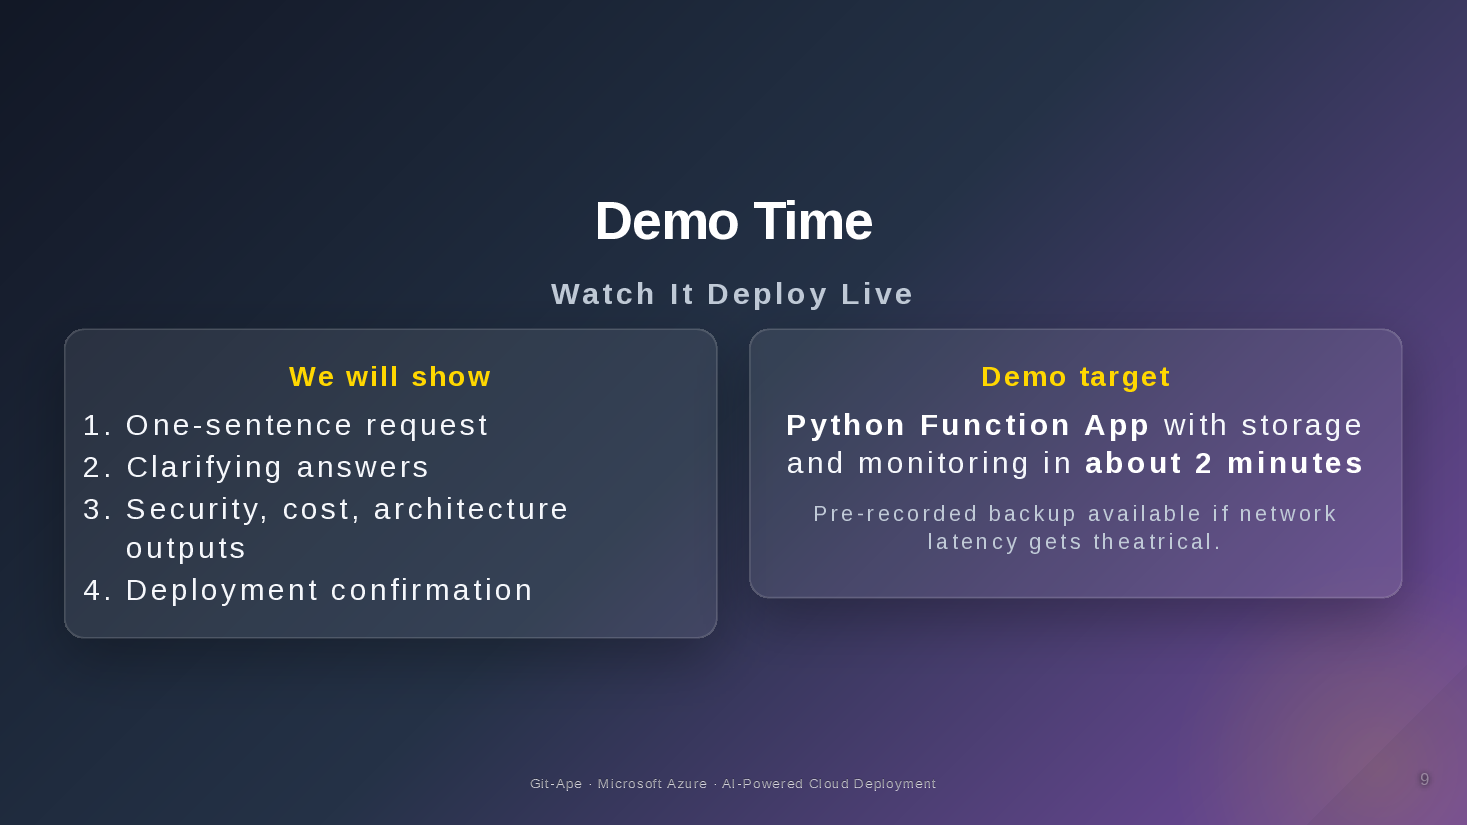 Demo Time
Watch It Deploy Live
We will show
1. One-sentence request
2. Clarifying answers
3. Security, cost, architecture
outputs
4. Deployment confirmation
Demo target
Python Function App with storage
and monitoring in about 2 minutes
Pre-recorded backup available if network
latency gets theatrical.
Git-Ape · Microsoft Azure · AI-Powered Cloud Deployment
9